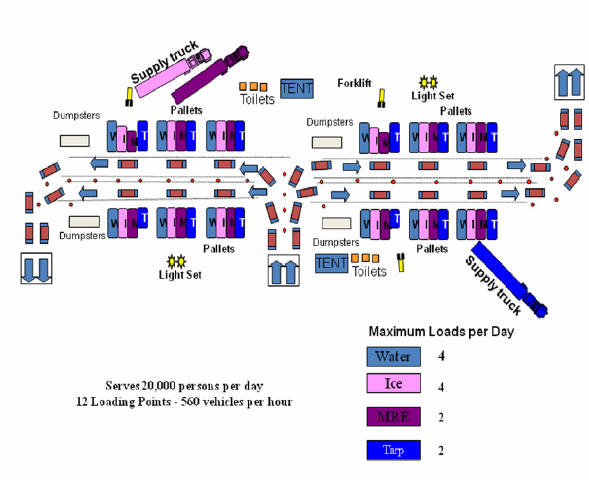 Supply truck
Forklift
Light Set
Toilets
TENT
Dumpsters
Pallets
Pallets
Dumpsters
W I M T
W I M T
W I M T
W I M T
W I M T
W I M T
W I M T
W I M T
W I M T
W I M T
W I M T
W I M T
Dumpsters
Pallets
Dumpsters
Pallets
Light Set
TENT
Toilets
Supply truck
Maximum Loads per Day
Water 4
Ice 4
MRE 2
Tarp 2
Serves 20,000 persons per day
12 Loading Points - 560 vehicles per hour